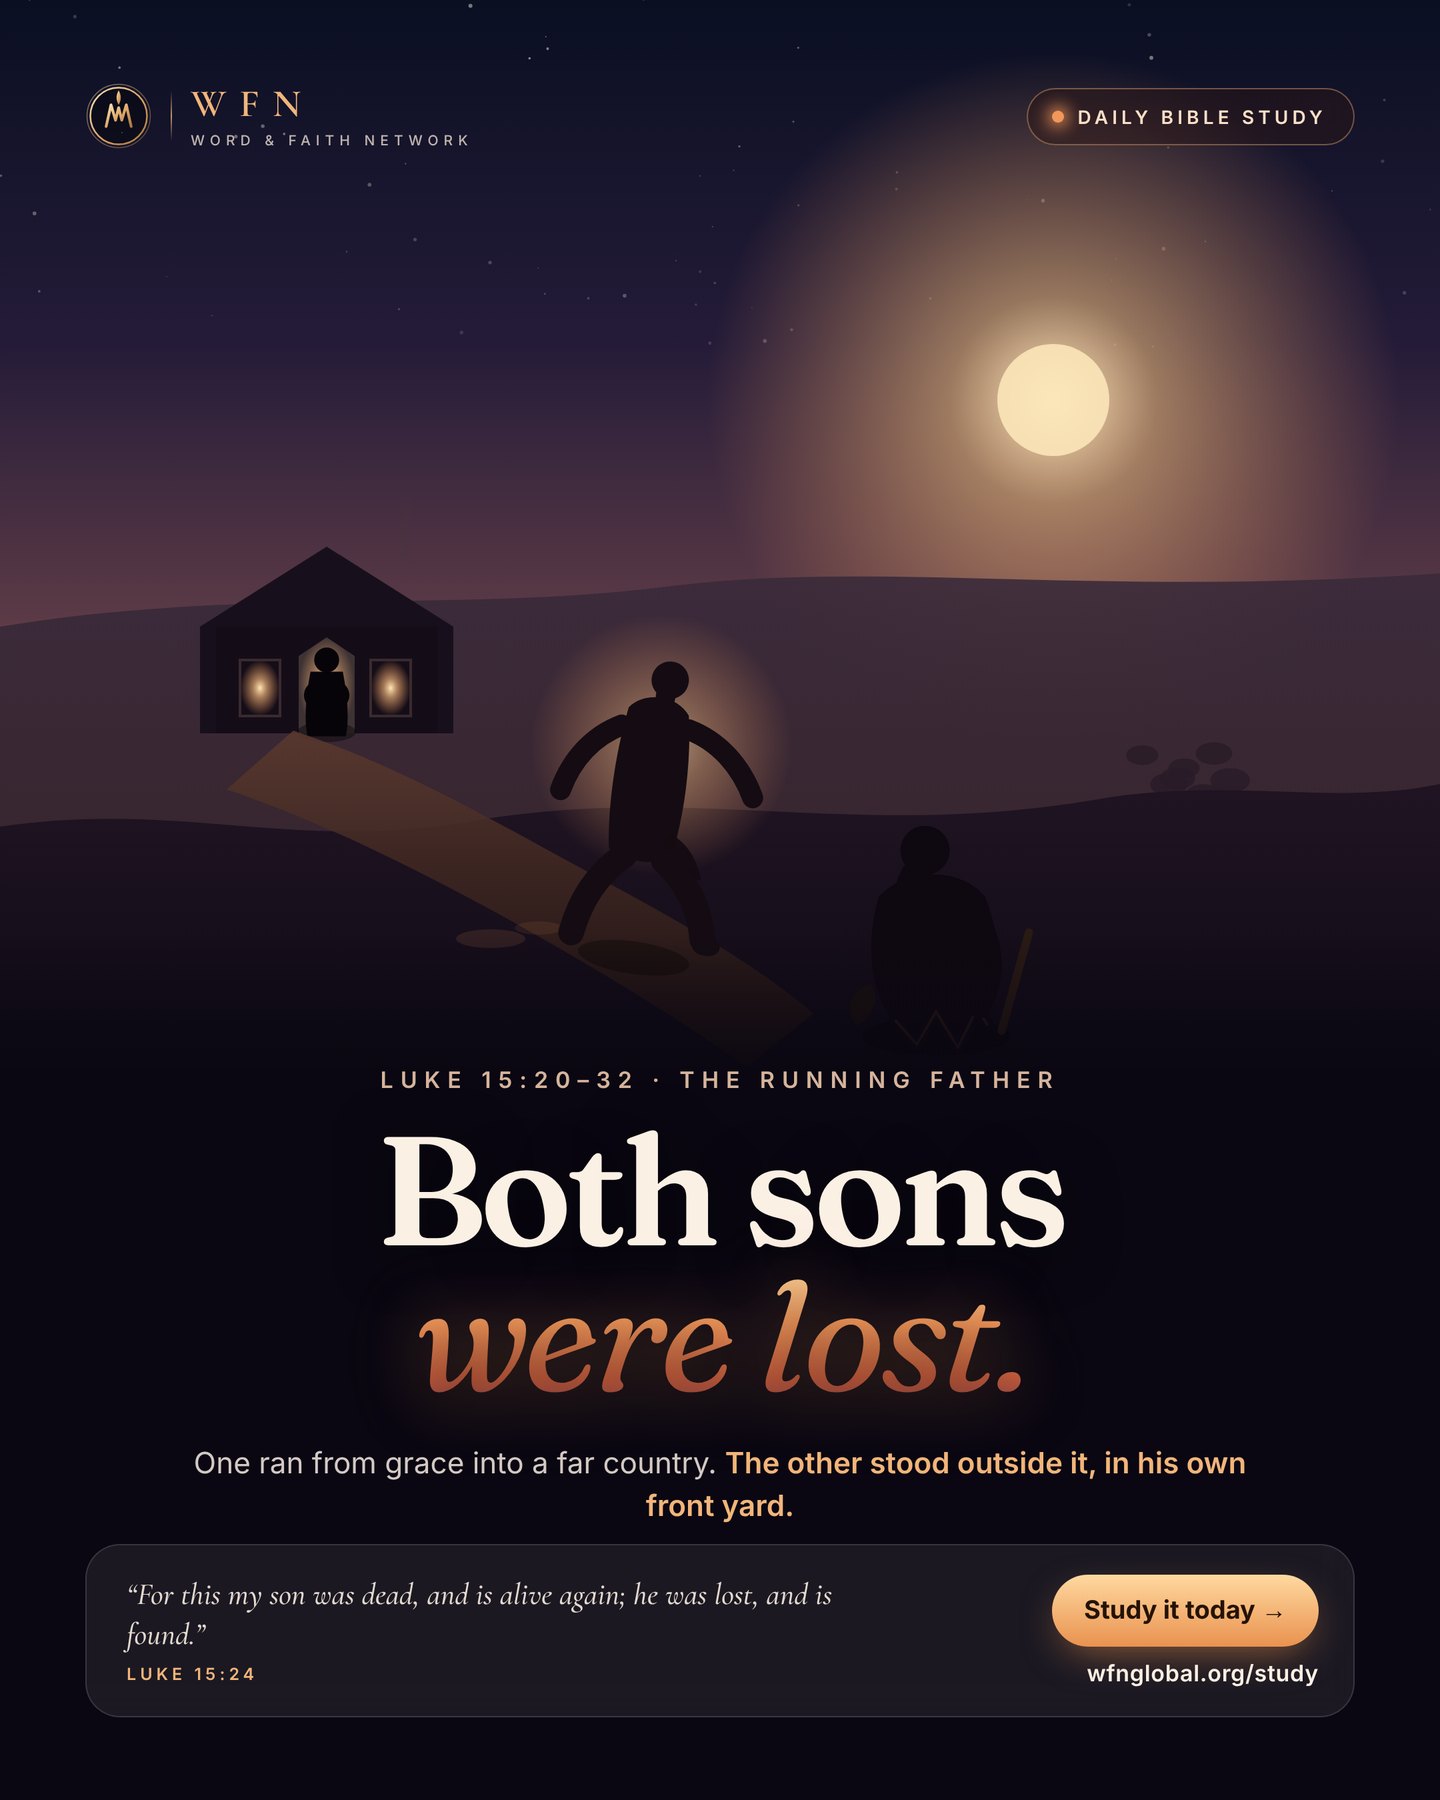 WFN
WORD & FAITH NETWORK
DAILY BIBLE STUDY
LUKE 15:20–32 · THE RUNNING FATHER
Both sons
were lost.
One ran from grace into a far country. The other stood outside it, in his own
front yard.
“For this my son was dead, and is alive again; he was lost, and is
found.”
LUKE 15:24
Study it today →
wfnglobal.org/study